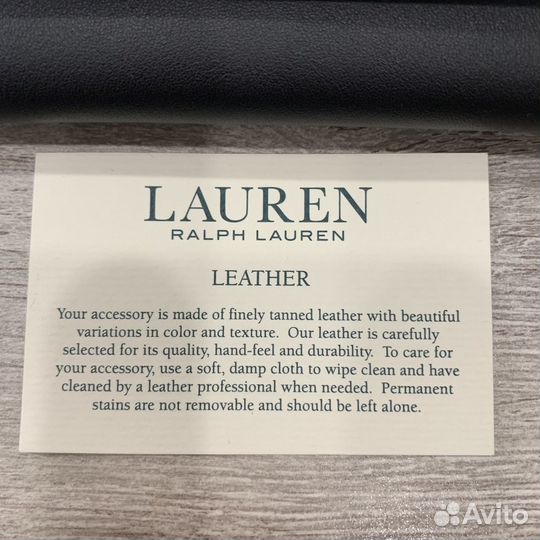 LAUREN
RALPH LAUREN
LEATHER
Your accessory is made of finely tanned leather with beautiful
variations in color and texture. Our leather is carefully
selected for its quality, hand-feel and durability. To care for
your accessory, use a soft, damp cloth to wipe clean and have
cleaned by a leather professional when needed. Permanent
stains are not removable and should be left alone.
Avito